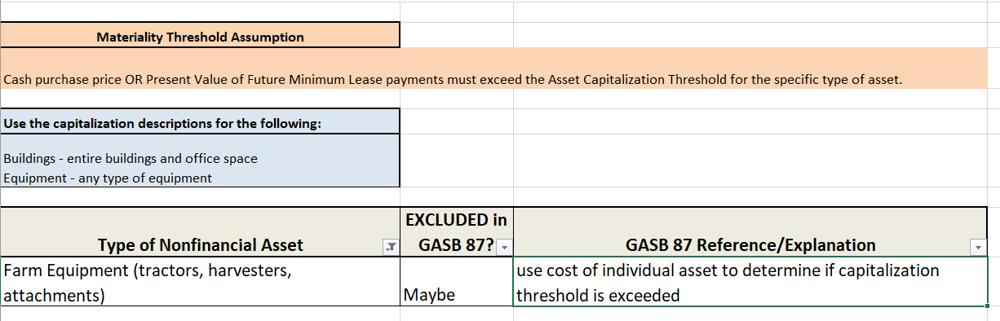 Materiality Threshold Assumption
Cash purchase price OR Present Value of Future Minimum Lease payments must exceed the Asset Capitalization Threshold for the specific type of asset.
Use the capitalization descriptions for the following:
Buildings - entire buildings and office space
Equipment - any type of equipment
Type of Nonfinancial Asset
EXCLUDED in
GASB 87?
GASB 87 Reference/Explanation
Farm Equipment (tractors, harvesters,
attachments)
Maybe
use cost of individual asset to determine if capitalization
threshold is exceeded